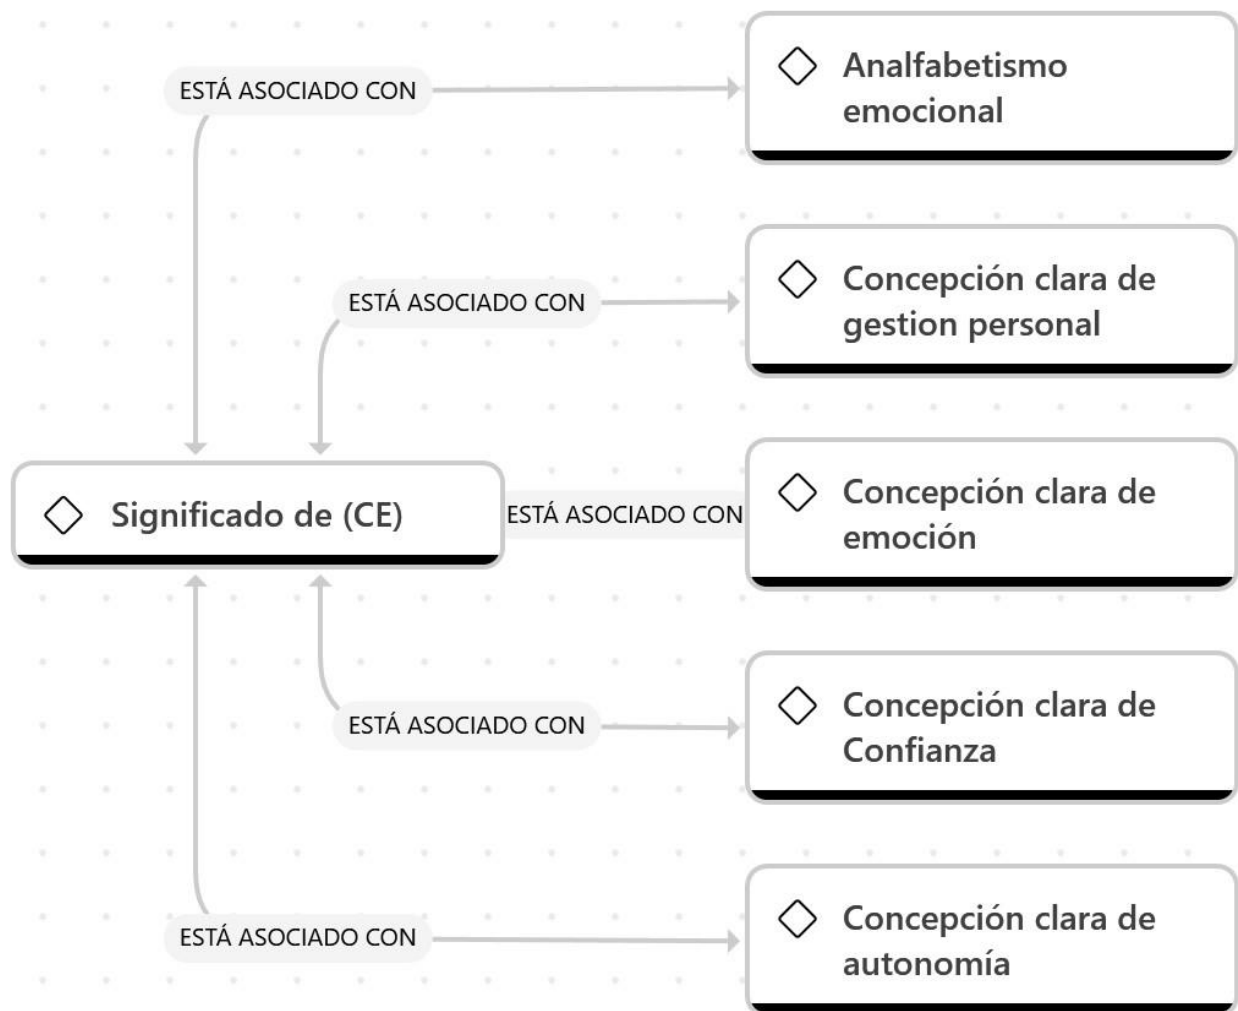 ESTÁ ASOCIADO CON
Analfabetismo
emocional
ESTÁ ASOCIADO CON
Concepción clara de
gestion personal
Significado de (CE)
ESTÁ ASOCIADO CON
Concepción clara de
emoción
ESTÁ ASOCIADO CON
Concepción clara de
Confianza
ESTÁ ASOCIADO CON
Concepción clara de
autonomía